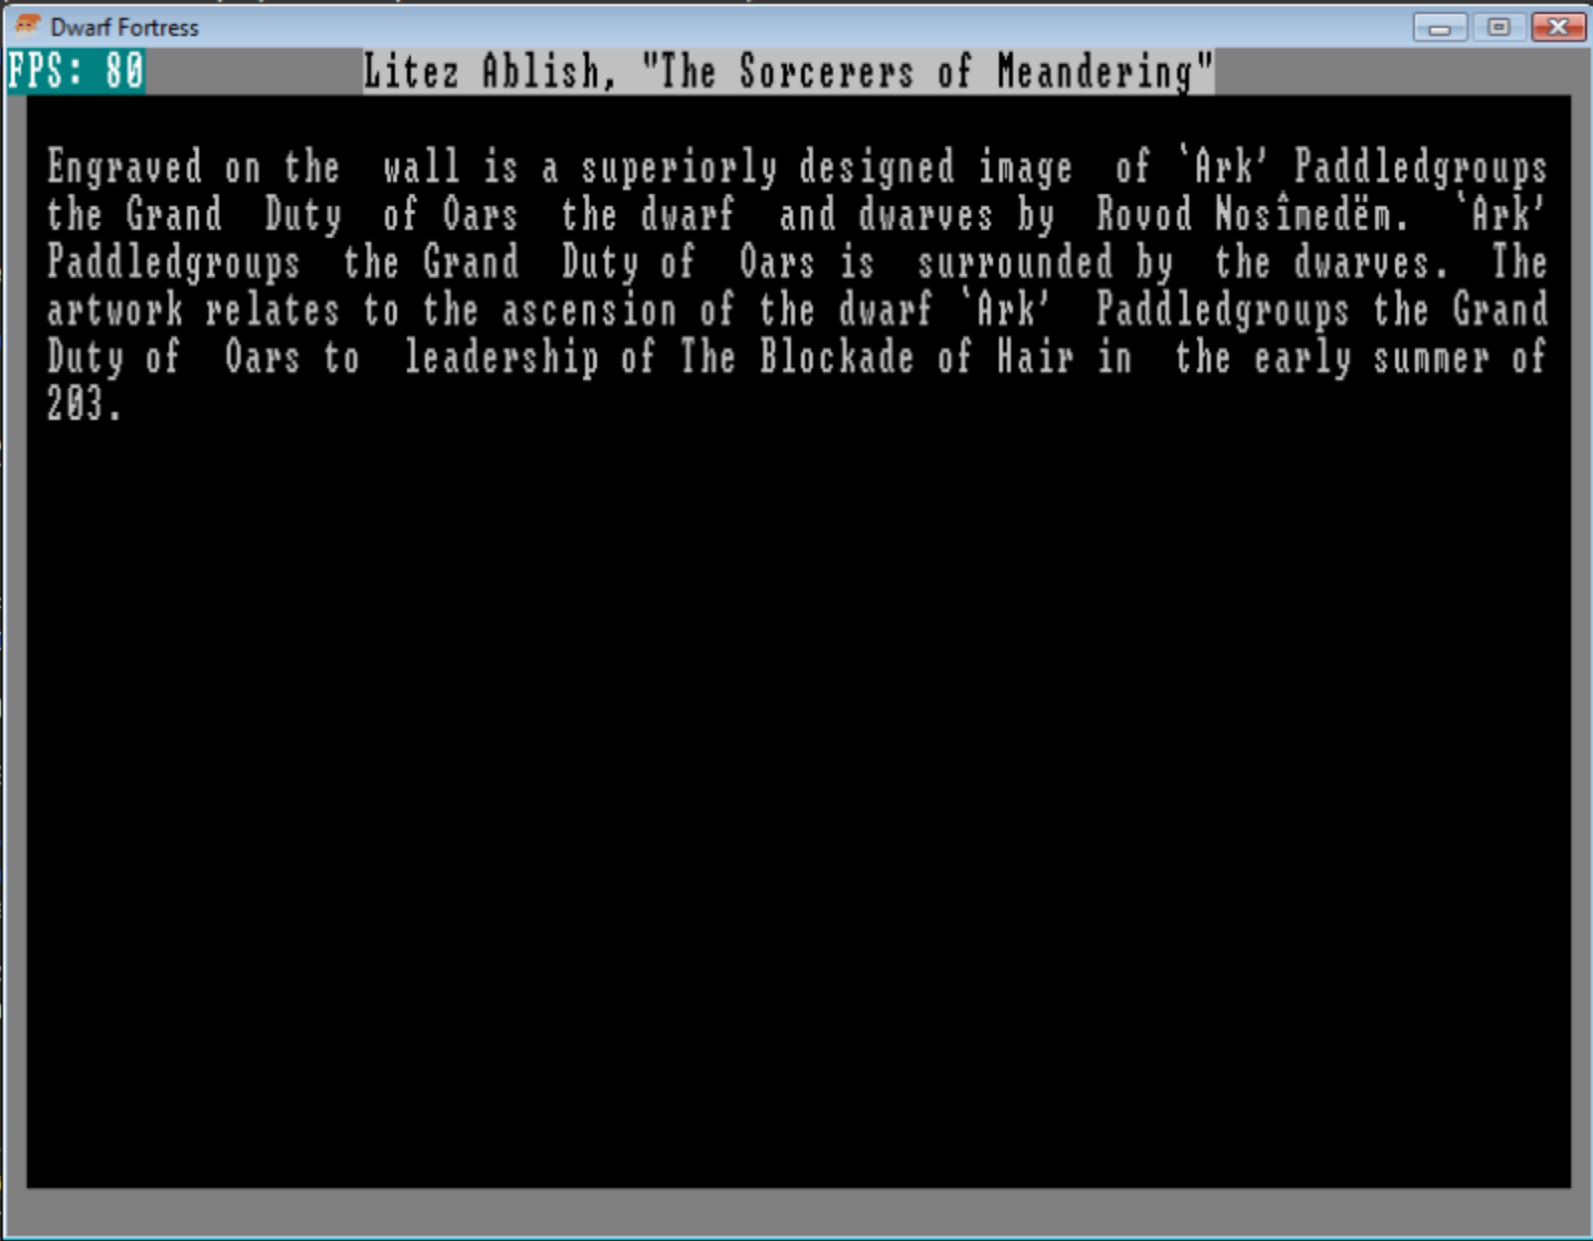 Dwarf Fortress
FPS: 80
Litez Ablish, "The Sorcerers of Meandering"
Engraved on the wall is a superiorly designed image of `Ark' Paddledgroups
the Grand Duty of Oars the dwarf and dwarves by Rovod Nosîmedëm. `Ark'
Paddledgroups the Grand Duty of Oars is surrounded by the dwarves. The
artwork relates to the ascension of the dwarf `Ark' Paddledgroups the Grand
Duty of Oars to leadership of The Blockade of Hair in the early summer of
203.